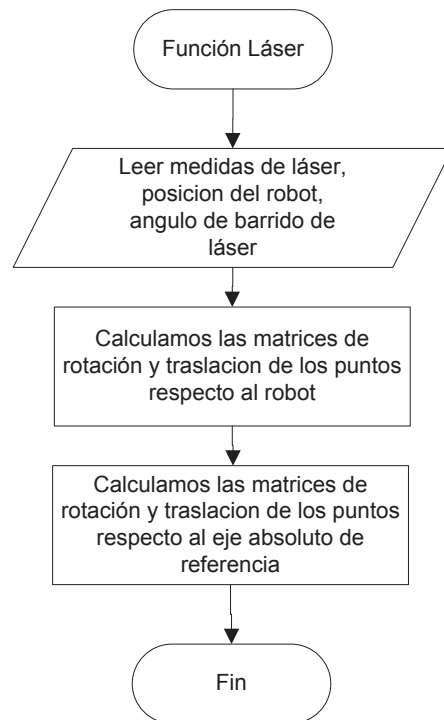 Función Láser
Leer medidas de láser,
posicion del robot,
angulo de barrido de
láser
Calculamos las matrices de
rotación y traslacion de los puntos
respecto al robot
Calculamos las matrices de
rotación y traslacion de los puntos
respecto al eje absoluto de
referencia
Fin